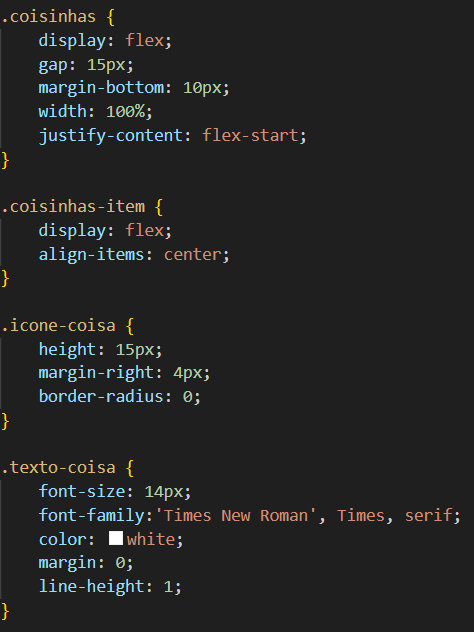 .coisinhas {
    display: flex;
    gap: 15px;
    margin-bottom: 10px;
    width: 100%;
    justify-content: flex-start;
}

.coisinhas-item {
    display: flex;
    align-items: center;
}

.icone-coisa {
    height: 15px;
    margin-right: 4px;
    border-radius: 0;
}

.texto-coisa {
    font-size: 14px;
    font-family:'Times New Roman', Times, serif;
    color: white;
    margin: 0;
    line-height: 1;
}